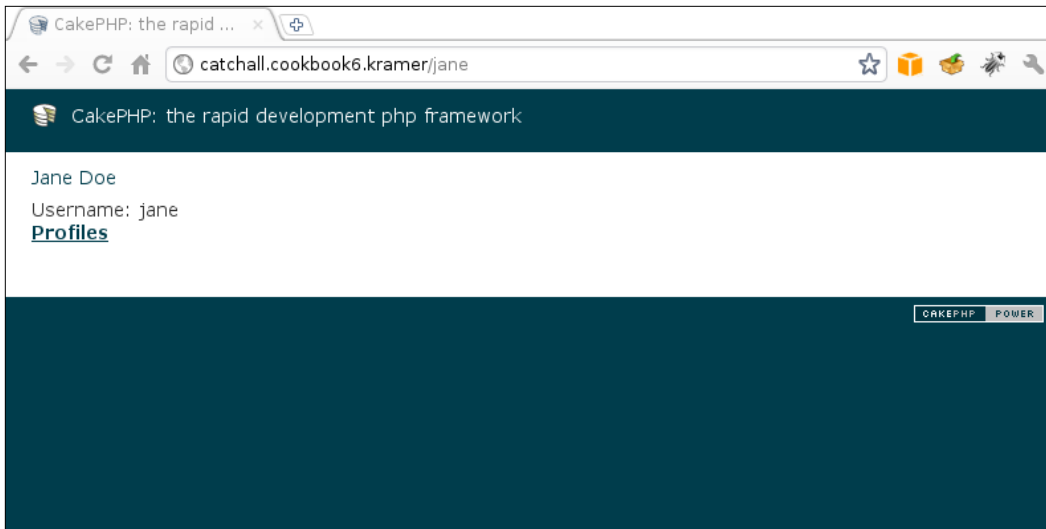 CakePHP: the rapid ...
catchall.cookbook6.kramer/jane
CakePHP: the rapid development php framework
Jane Doe
Username: jane
Profiles
CAKEPHP POWER